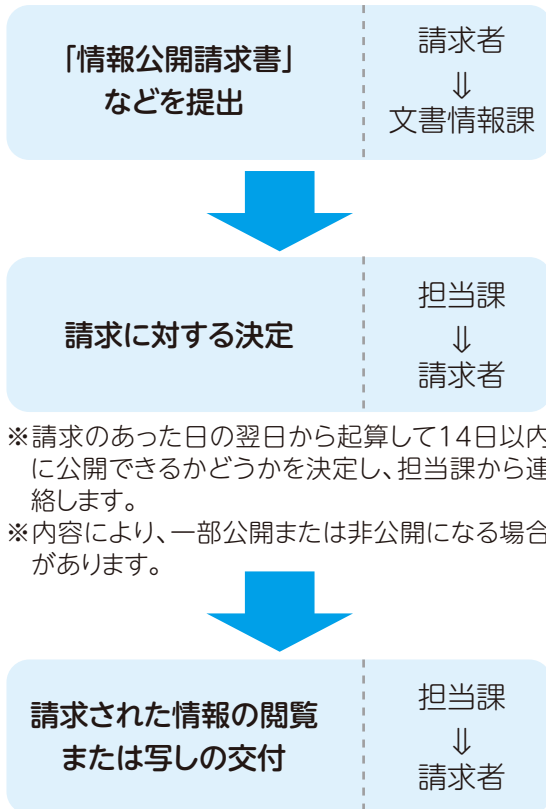 「情報公開請求書」
などを提出
請求者
⇓
文書情報課
請求に対する決定
担当課
⇓
請求者
※請求のあった日の翌日から起算して14日以内
に公開できるかどうかを決定し、担当課から連
絡します。
※内容により、一部公開または非公開になる場合
があります。
請求された情報の閲覧
または写しの交付
担当課
⇓
請求者